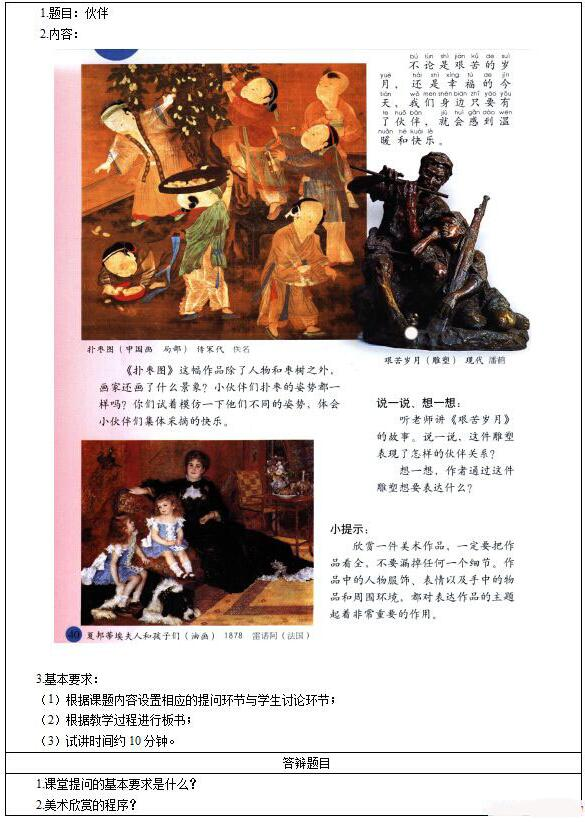 1.题目：伙伴
2.内容：
bù lùn shì jiān kǔ de suì
不论是艰苦的岁
yuè hái shì xìng fú de jīn
月，还是幸福的今
tiān wǒ men shēn biān zhǐ yào yǒu
天，我们身边只要有
le huǒ bàn jiù huì gǎn dào wēn
了伙伴，就会感到温
nuǎn hé kuài lè
暖和快乐。
扑枣图（中国画 局部） 传宋代 佚名
艰苦岁月（雕塑） 现代 潘鹤
《扑枣图》这幅作品除了人物和枣树之外，
画家还画了什么景象？小伙伴们扑枣的姿势都一
样吗？你们试着模仿一下他们不同的姿势，体会
小伙伴们集体采摘的快乐。
说一说、想一想：
听老师讲《艰苦岁月》
的故事。说一说，这件雕塑
表现了怎样的伙伴关系？
想一想，作者通过这件
雕塑想要表达什么？
小提示：
欣赏一件美术作品，一定要把作
品看全，不要漏掉任何一个细节。作
品中的人物服饰、表情以及手中的物
品和周围环境，都对表达作品的主题
起着非常重要的作用。
40 夏邦蒂埃夫人和孩子们（油画） 1878 雷诺阿（法国）
3.基本要求：
（1）根据课题内容设置相应的提问环节与学生讨论环节；
（2）根据教学过程进行板书；
（3）试讲时间约 10 分钟。
答辩题目
1.课堂提问的基本要求是什么？
2.美术欣赏的程序？